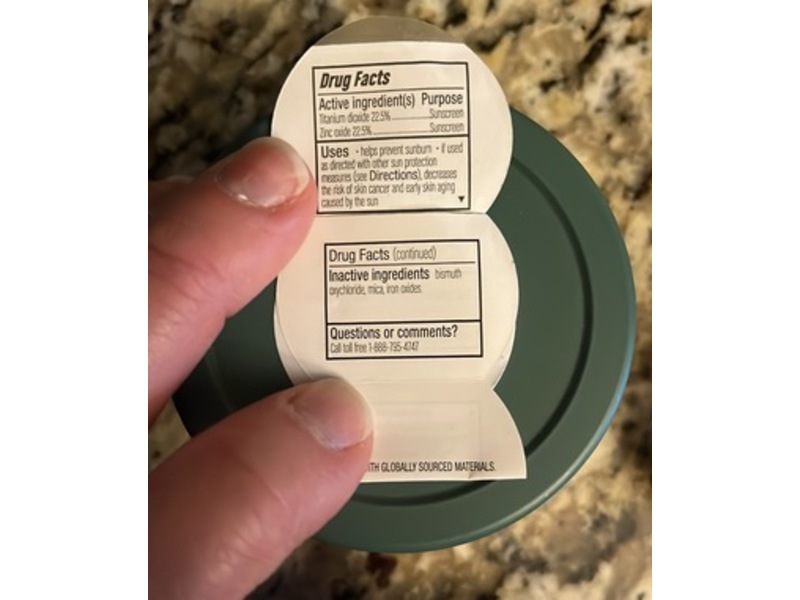 Drug Facts
Active ingredient(s) Purpose
Titanium dioxide 22.5% Sunscreen
Zinc oxide 22.5% Sunscreen
Uses • helps prevent sunburn • if used
as directed with other sun protection
measures (see Directions), decreases
the risk of skin cancer and early skin aging
caused by the sun
Drug Facts (continued)
Inactive ingredients bismuth
oxychloride, mica, iron oxides.
Questions or comments?
Call toll free 1-888-795-4747
WITH GLOBALLY SOURCED MATERIALS.